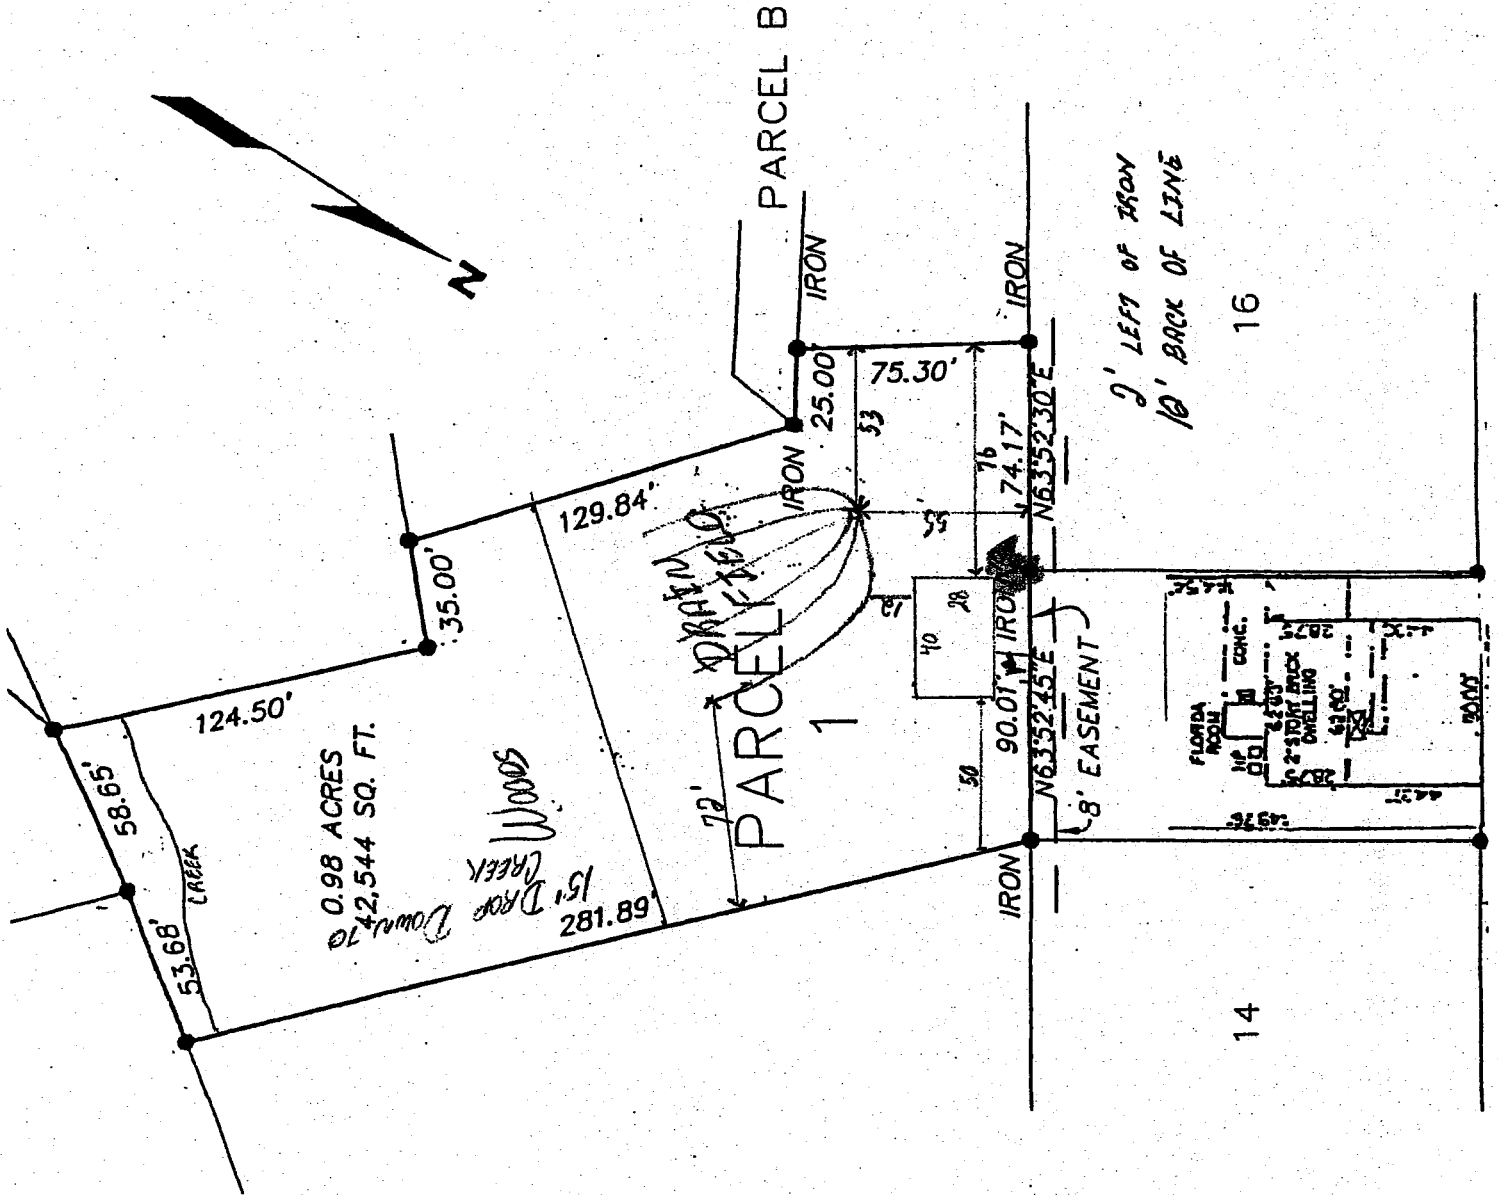 PARCEL B
N
IRON
IRON
58.65'
124.50'
35.00'
129.84'
25.00'
75.30'
53
IRON
DRAIN
FIELD
55
76
74.17'
N63°52'30"E
2' LEFT OF IRON
10' BACK OF LINE
16
53.68'
CREEK
0.98 ACRES
42,544 SQ. FT.
WOODS
15' DROP DOWN TO
CREEK
281.89'
PARCEL
1
72'
12
40
28
50
IRON
90.01'
N63°52'45"E
8' EASEMENT
IRON
FLORIDA
ROOM
CONC.
HP
2 STORY BRICK
DWELLING
14